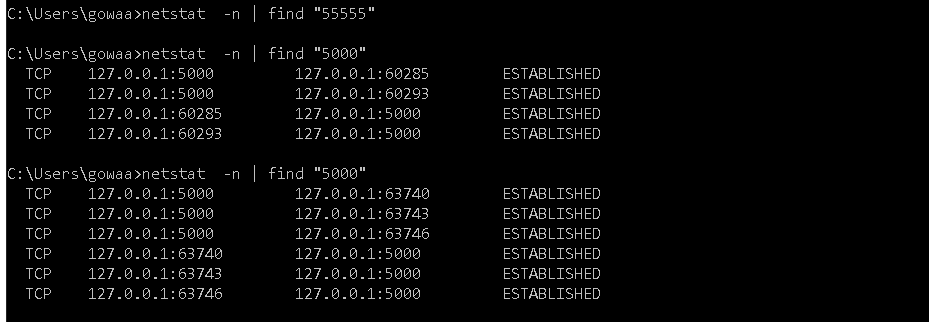 C:\Users\gowaa>netstat  -n | find "55555"
C:\Users\gowaa>netstat  -n | find "5000"
TCP    127.0.0.1:5000         127.0.0.1:60285        ESTABLISHED
TCP    127.0.0.1:5000         127.0.0.1:60293        ESTABLISHED
TCP    127.0.0.1:60285        127.0.0.1:5000         ESTABLISHED
TCP    127.0.0.1:60293        127.0.0.1:5000         ESTABLISHED
C:\Users\gowaa>netstat  -n | find "5000"
TCP    127.0.0.1:5000         127.0.0.1:63740        ESTABLISHED
TCP    127.0.0.1:5000         127.0.0.1:63743        ESTABLISHED
TCP    127.0.0.1:5000         127.0.0.1:63746        ESTABLISHED
TCP    127.0.0.1:63740        127.0.0.1:5000         ESTABLISHED
TCP    127.0.0.1:63743        127.0.0.1:5000         ESTABLISHED
TCP    127.0.0.1:63746        127.0.0.1:5000         ESTABLISHED